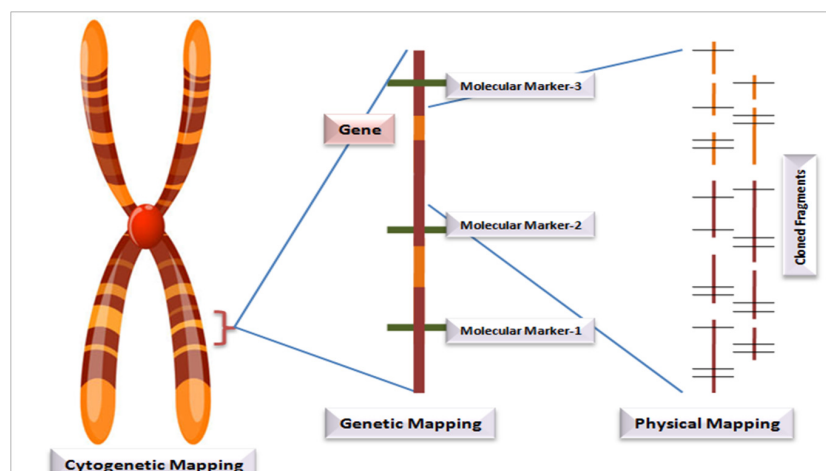 Molecular Marker-3
Gene
Molecular Marker-2
Cloned Fragments
Molecular Marker-1
Genetic Mapping
Physical Mapping
Cytogenetic Mapping